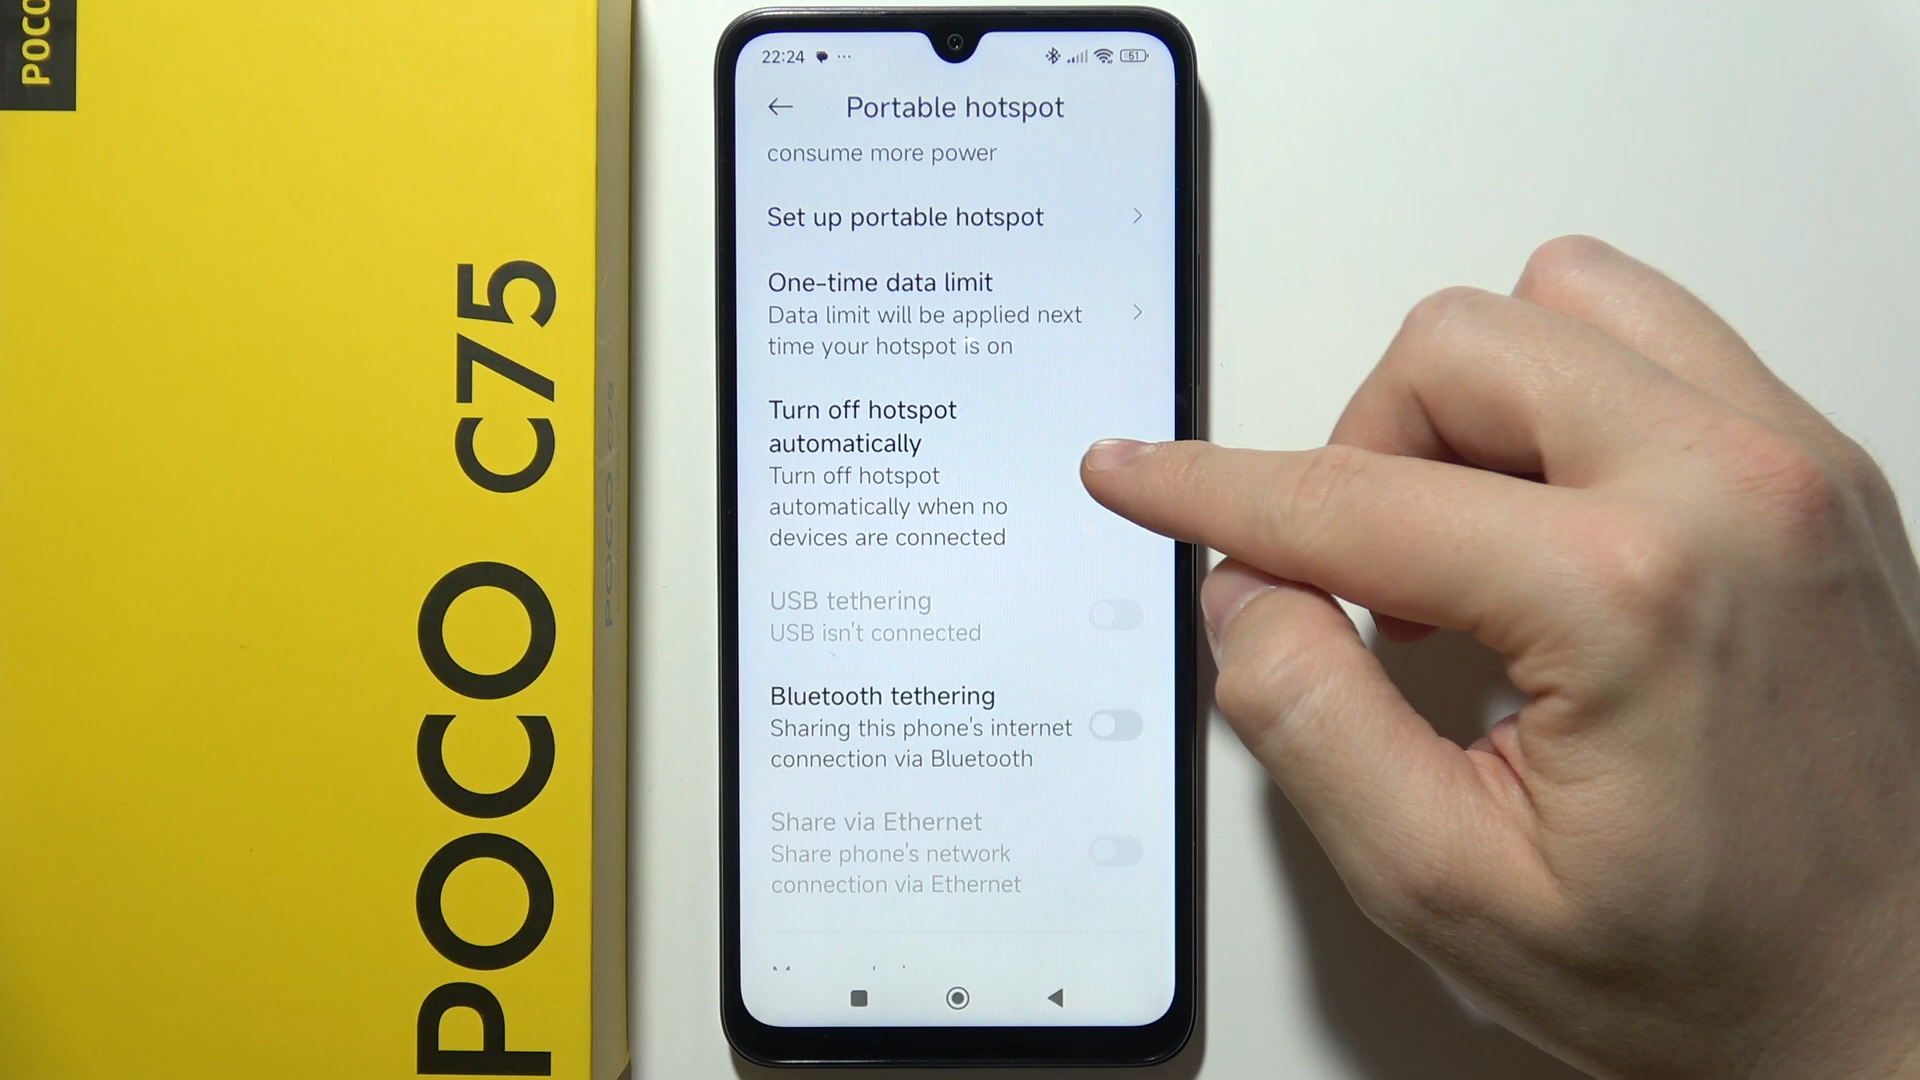 POCO
POCO C75
22:24
51
Portable hotspot
consume more power
Set up portable hotspot
One-time data limit
Data limit will be applied next
time your hotspot is on
Turn off hotspot
automatically
Turn off hotspot
automatically when no
devices are connected
USB tethering
USB isn't connected
Bluetooth tethering
Sharing this phone's internet
connection via Bluetooth
Share via Ethernet
Share phone's network
connection via Ethernet